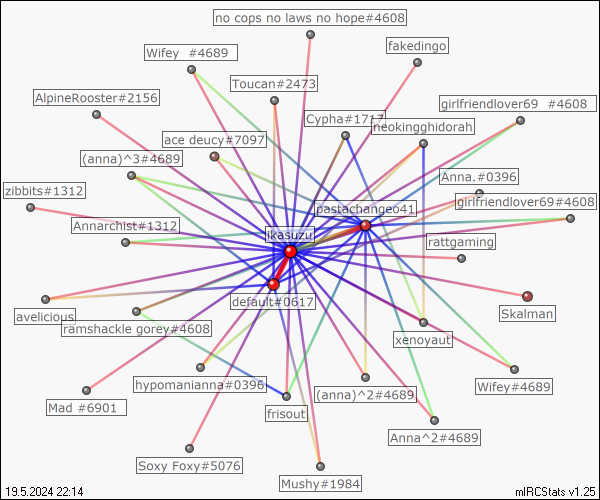 no cops no laws no hope#4608
fakedingo
Wifey  #4689
Toucan#2473
AlpineRooster#2156
girlfriendlover69  #4608
Cypha#1717
neokingghidorah
ace deucy#7097
(anna)^3#4689
Anna.#0396
zibbits#1312
girlfriendlover69#4608
pastachange641
Annarchist#1312
ikasuzu
rattgaming
default#0617
avelicious
Skalman
ramshackle gorey#4608
xenoyaut
hypomanianna#0396
(anna)^2#4689
Wifey#4689
Mad #6901
frisout
Anna^2#4689
Soxy Foxy#5076
Mushy#1984
19.5.2024 22:14
mIRCStats v1.25